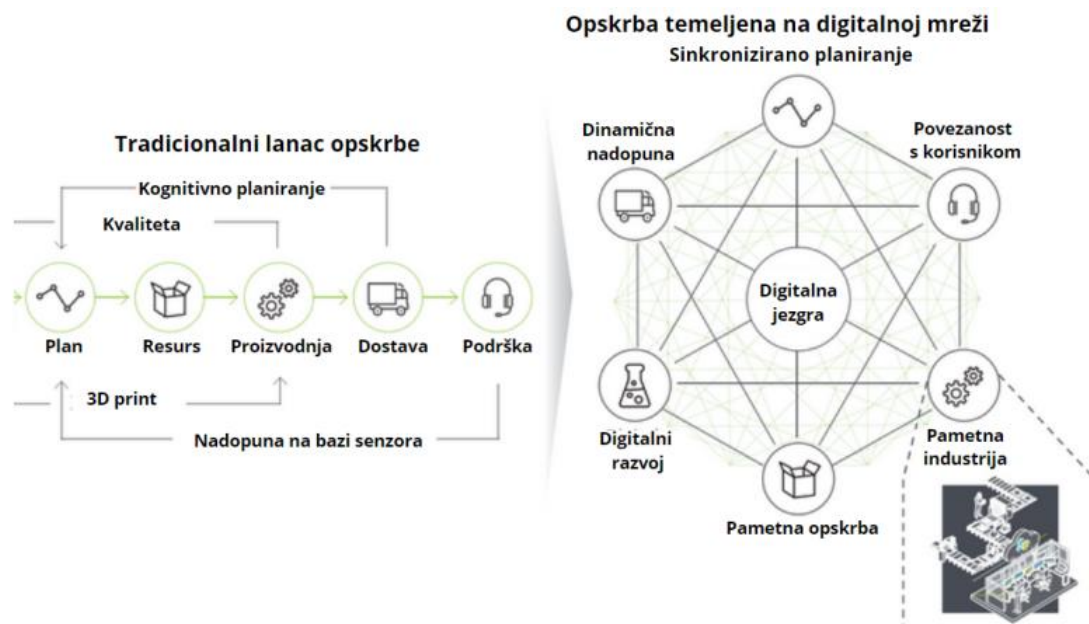 Opskrba temeljena na digitalnoj mreži
Sinkronizirano planiranje
Tradicionalni lanac opskrbe
Kognitivno planiranje
Kvaliteta
Plan
Resurs
Proizvodnja
Dostava
Podrška
3D print
Nadopuna na bazi senzora
Dinamična
nadopuna
Povezanost
s korisnikom
Digitalna
jezgra
Digitalni
razvoj
Pametna
industrija
Pametna opskrba